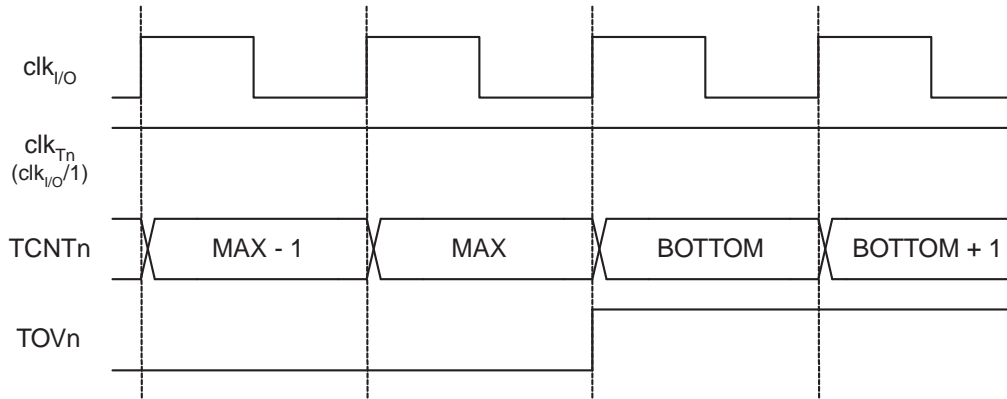 clkI/O
clkTn
(clkI/O/1)
TCNTn
MAX - 1
MAX
BOTTOM
BOTTOM + 1
TOVn